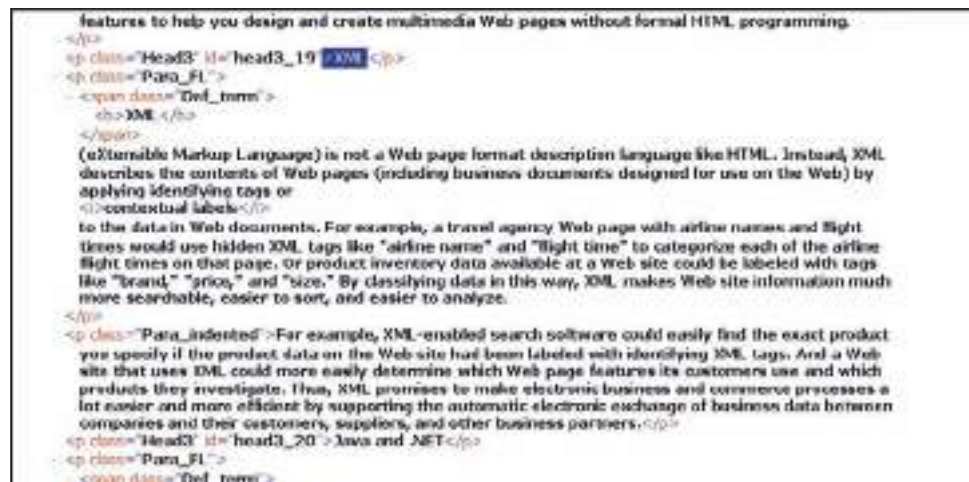 features to help you design and create multimedia Web pages without formal HTML programming.
</p>
- <p class="Head3" id="head3_19">XML</p>
- <p class="Para_FL">
- <span class="Def_term">
<b>XML</b>
</span>
(eXtensible Markup Language) is not a Web page format description language like HTML. Instead, XML
describes the contents of Web pages (including business documents designed for use on the Web) by
applying identifying tags or
<i>contextual labels</i>
to the data in Web documents. For example, a travel agency Web page with airline names and flight
times would use hidden XML tags like "airline name" and "flight time" to categorize each of the airline
flight times on that page. Or product inventory data available at a Web site could be labeled with tags
like "brand," "price," and "size." By classifying data in this way, XML makes Web site information much
more searchable, easier to sort, and easier to analyze.
</p>
<p class="Para_indented">For example, XML-enabled search software could easily find the exact product
you specify if the product data on the Web site had been labeled with identifying XML tags. And a Web
site that uses XML could more easily determine which Web page features its customers use and which
products they investigate. Thus, XML promises to make electronic business and commerce processes a
lot easier and more efficient by supporting the automatic electronic exchange of business data between
companies and their customers, suppliers, and other business partners.</p>
<p class="Head3" id="head3_20">Java and .NET</p>
- <p class="Para_FL">
- <span class="Def_term">